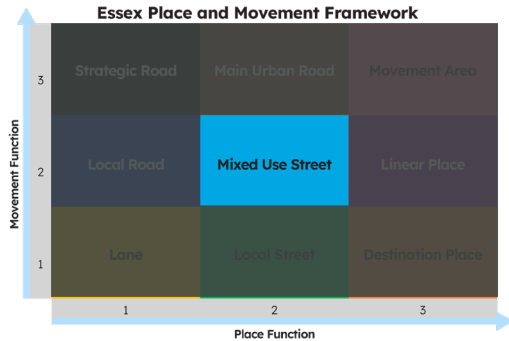 Essex Place and Movement Framework
Movement Function
3
Strategic Road
Main Urban Road
Movement Area
2
Local Road
Mixed Use Street
Linear Place
1
Lane
Local Street
Destination Place
1
2
3
Place Function